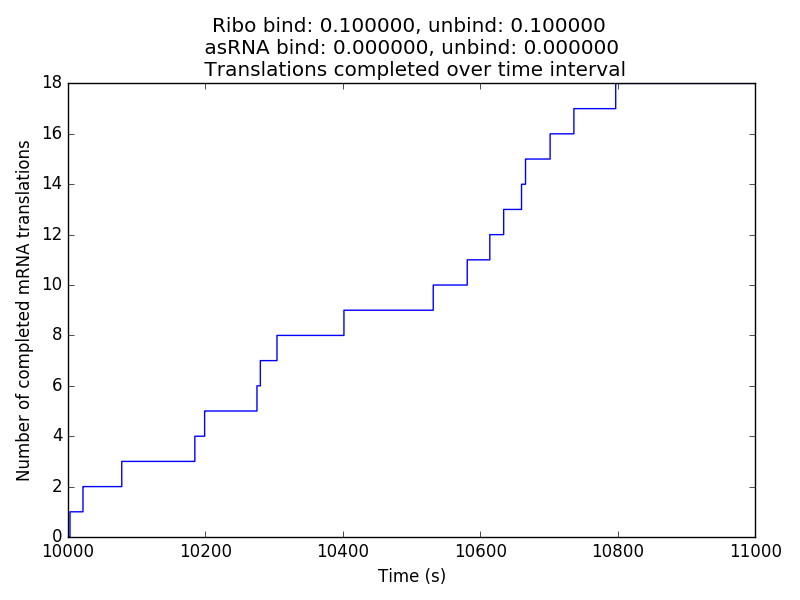 Ribo bind: 0.100000, unbind: 0.100000
asRNA bind: 0.000000, unbind: 0.000000
Translations completed over time interval
18
16
14
12
10
8
6
4
2
0
Number of completed mRNA translations
10000 10200 10400 10600 10800 11000
Time (s)